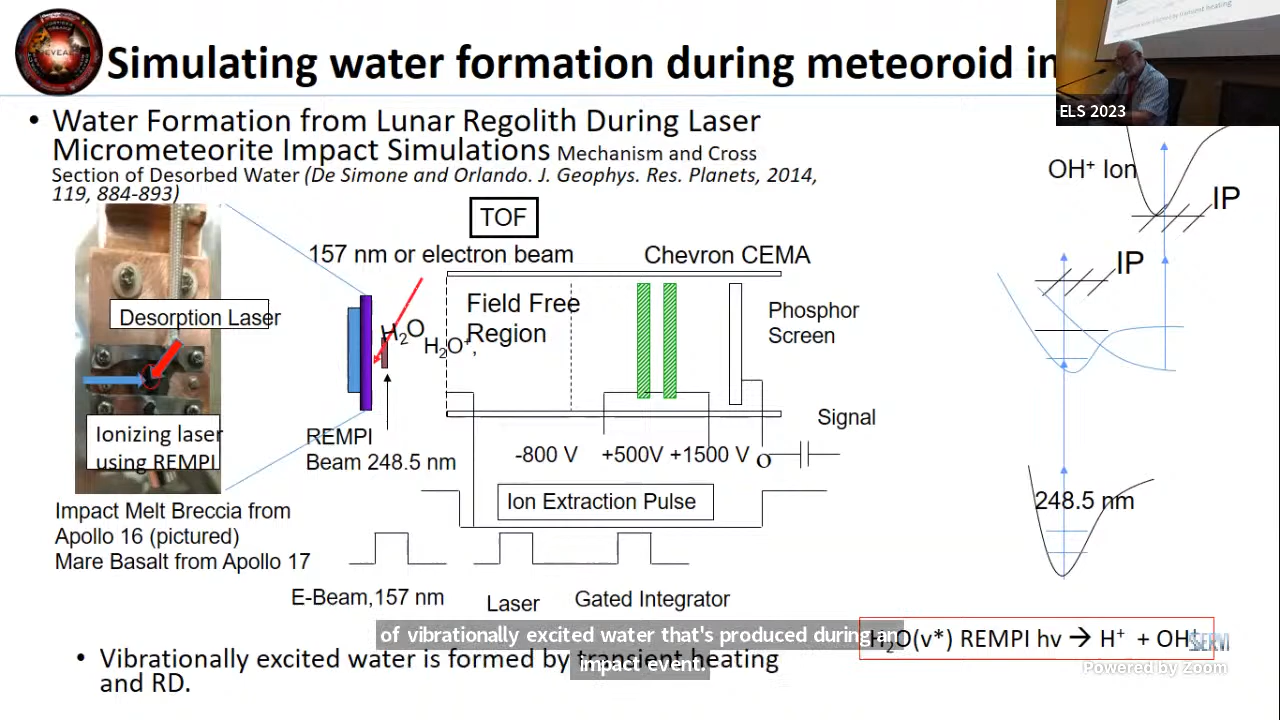 Simulating water formation during meteoroid in
ELS 2023
• Water Formation from Lunar Regolith During Laser
Micrometeorite Impact Simulations Mechanism and Cross
Section of Desorbed Water (De Simone and Orlando. J. Geophys. Res. Planets, 2014,
119, 884-893)
TOF
157 nm or electron beam
Chevron CEMA
Field Free
Region
Phosphor
Screen
Desorption Laser
H2O
H2O+,
Ionizing laser
using REMPI
REMPI
Beam 248.5 nm
-800 V
+500V +1500 V
Signal
Ion Extraction Pulse
Impact Melt Breccia from
Apollo 16 (pictured)
Mare Basalt from Apollo 17
E-Beam,157 nm
Laser
Gated Integrator
OH+ Ion
IP
IP
248.5 nm
H2O(v*) REMPI hv → H+ + OH
of vibrationally excited water that's produced during an
impact event.
• Vibrationally excited water is formed by transient heating
and RD.
Powered by Zoom